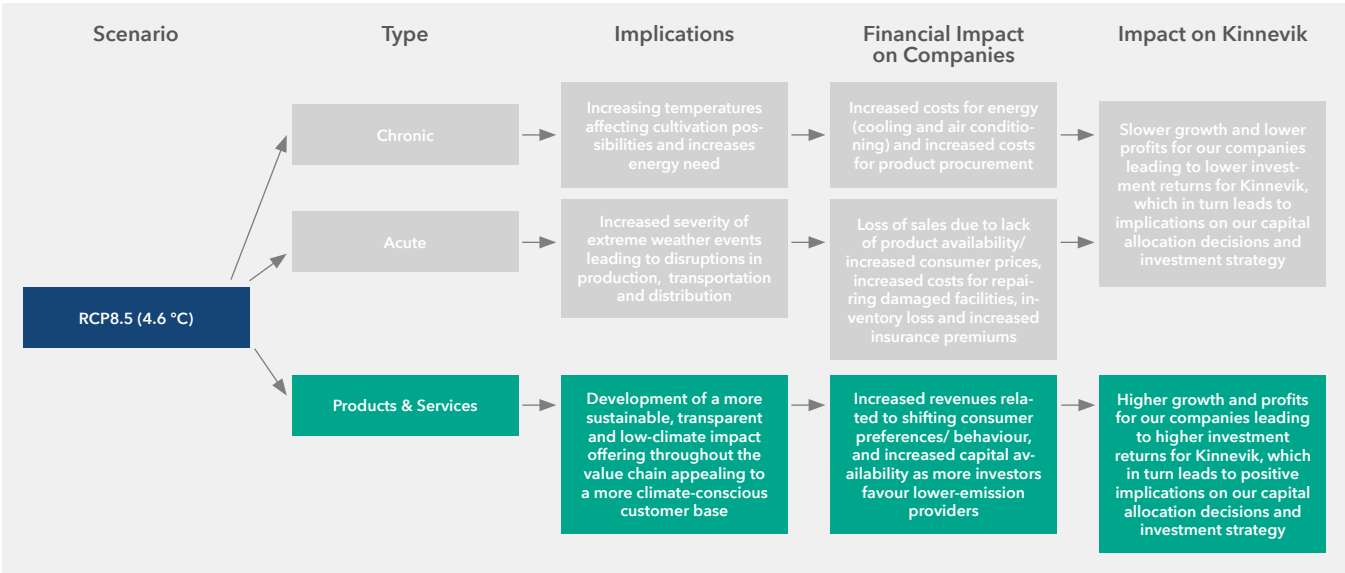 Scenario
Type
Implications
Financial Impact
on Companies
Impact on Kinnevik
RCP8.5 (4.6 °C)
Chronic
Increasing temperatures
affecting cultivation pos-
sibilities and increases
energy need
Increased costs for energy
(cooling and air conditio-
ning) and increased costs
for product procurement
Slower growth and lower
profits for our companies
leading to lower invest-
ment returns for Kinnevik,
which in turn leads to
implications on our capital
allocation decisions and
investment strategy
Acute
Increased severity of
extreme weather events
leading to disruptions in
production, transportation
and distribution
Loss of sales due to lack
of product availability/
increased consumer prices,
increased costs for repai-
ring damaged facilities, in-
ventory loss and increased
insurance premiums
Products & Services
Development of a more
sustainable, transparent
and low-climate impact
offering throughout the
value chain appealing to
a more climate-conscious
customer base
Increased revenues rela-
ted to shifting consumer
preferences/ behaviour,
and increased capital av-
ailability as more investors
favour lower-emission
providers
Higher growth and profits
for our companies leading
to higher investment
returns for Kinnevik, which
in turn leads to positive
implications on our capital
allocation decisions and
investment strategy